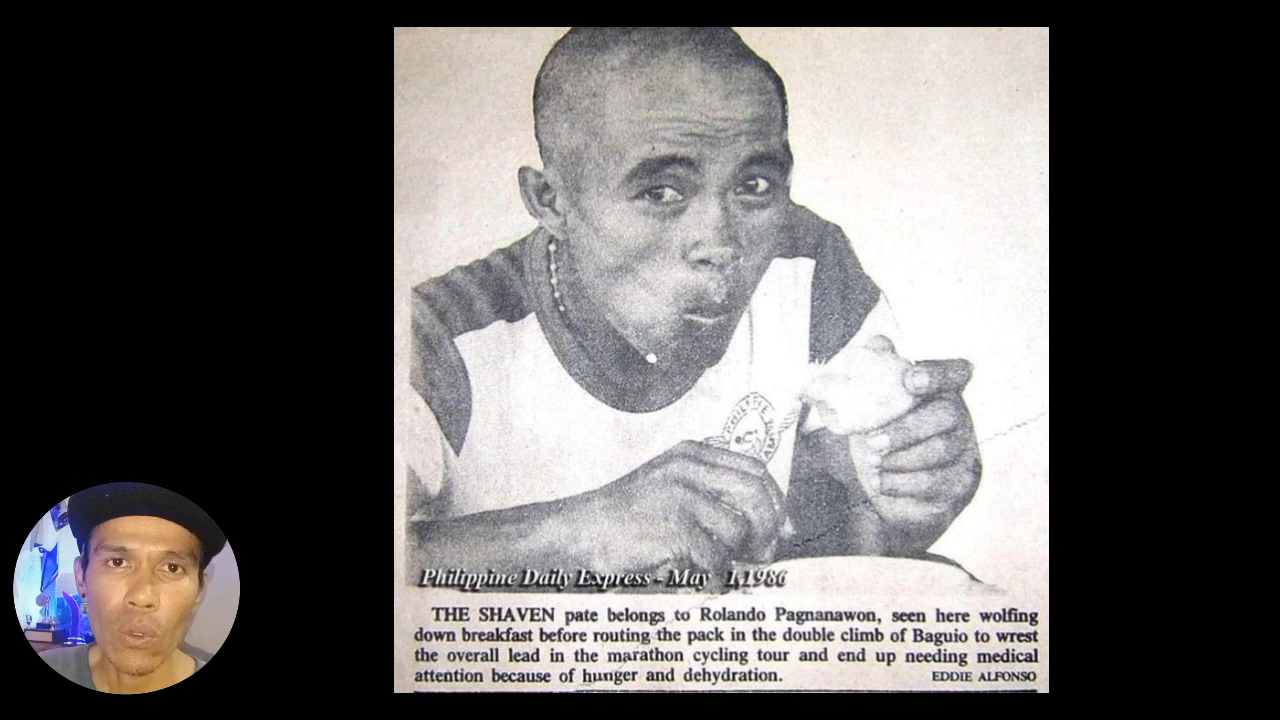 Philippine Daily Express - May 1,1986
THE SHAVEN pate belongs to Rolando Pagnanawon, seen here wolfing
down breakfast before routing the pack in the double climb of Baguio to wrest
the overall lead in the marathon cycling tour and end up needing medical
attention because of hunger and dehydration. EDDIE ALFONSO